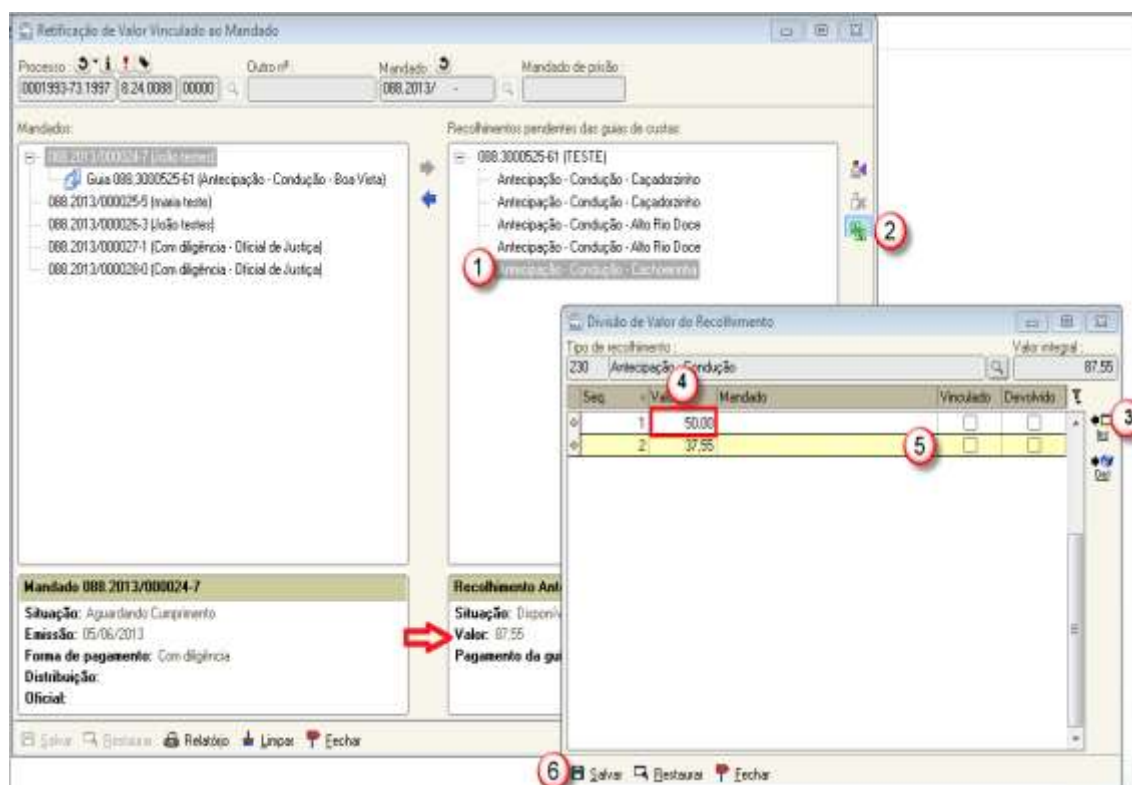 Retificação de Valor Vinculado ao Mandado
Processo: Outro nº Mandado Mandado de prisão
0001993-73.1997 8.24.0088 00000 088.2013/ -
Mandados: Recolhimentos pendentes das guias de custas:
088.2013/000024-7 (João testes)
Guia 088.3000525-61 (Antecipação - Condução - Boa Vista)
088.2013/000025-5 (maria teste)
088.2013/000026-3 (João testes)
088.2013/000027-1 (Com diligência - Oficial de Justiça)
088.2013/000028-0 (Com diligência - Oficial de Justiça)
088.3000525-61 (TESTE)
Antecipação - Condução - Caçadorzinho
Antecipação - Condução - Caçadorzinho
Antecipação - Condução - Alto Rio Doce
Antecipação - Condução - Alto Rio Doce
1 Antecipação - Condução - Cachoeirinha
2
Divisão de Valor do Recolhimento
Tipo de recolhimento : Valor integral :
230 Antecipação - Condução 87,55
4
Seq. Mandado Vinculado Devolvido
3
1 50,00
2 37,55
5
Mandado 088.2013/000024-7
Situação: Aguardando Cumprimento
Emissão: 05/06/2013
Forma de pagamento: Com diligência
Distribuição:
Oficial:
Recolhimento Ant
Situação: Disponív
Valor: 87,55
Pagamento da gui
Salvar Restaurar Relatório Limpar Fechar
6 Salvar Restaurar Fechar